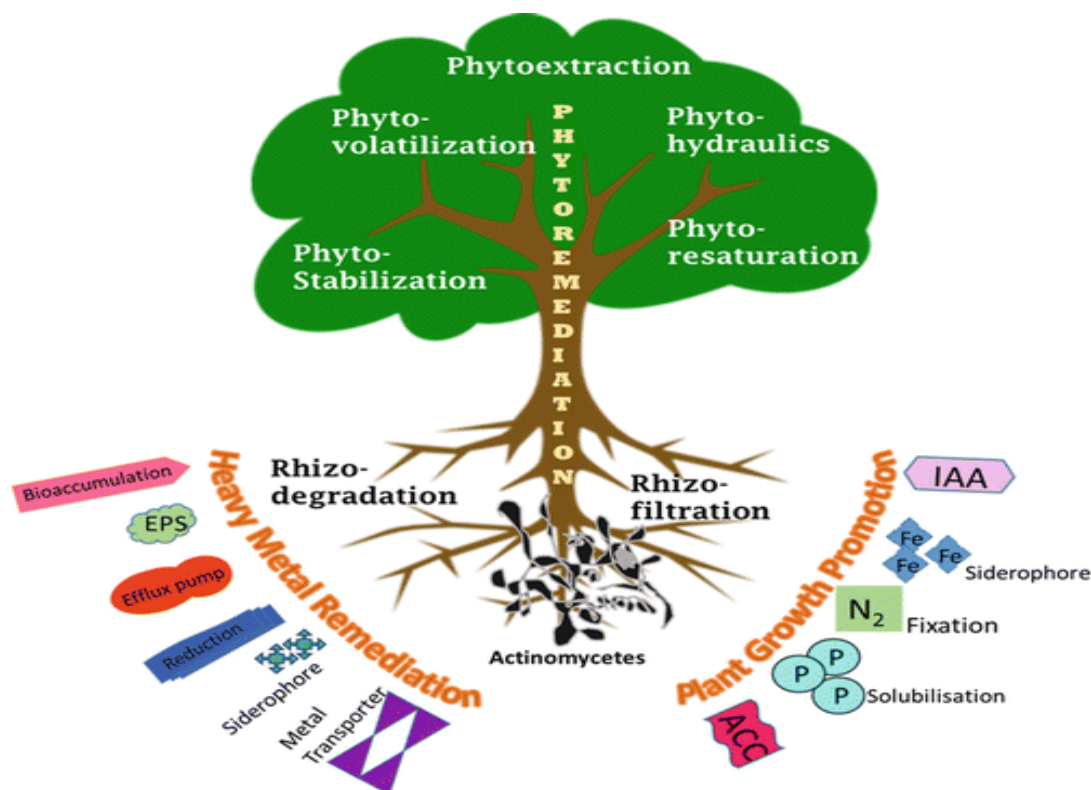 Phytoextraction
Phyto-
volatilization
Phyto-
hydraulics
Phyto-
Stabilization
Phyto-
resaturation
PHYTOREMEDIATION
Rhizo-
degradation
Rhizo-
filtration
Actinomycetes
Heavy Metal Remediation
Bioaccumulation
EPS
Efflux pump
Reduction
Siderophore
Metal
Transporter
Plant Growth Promotion
IAA
Fe
Fe
Fe
Siderophore
N2
Fixation
P
P
P
Solubilisation
ACC